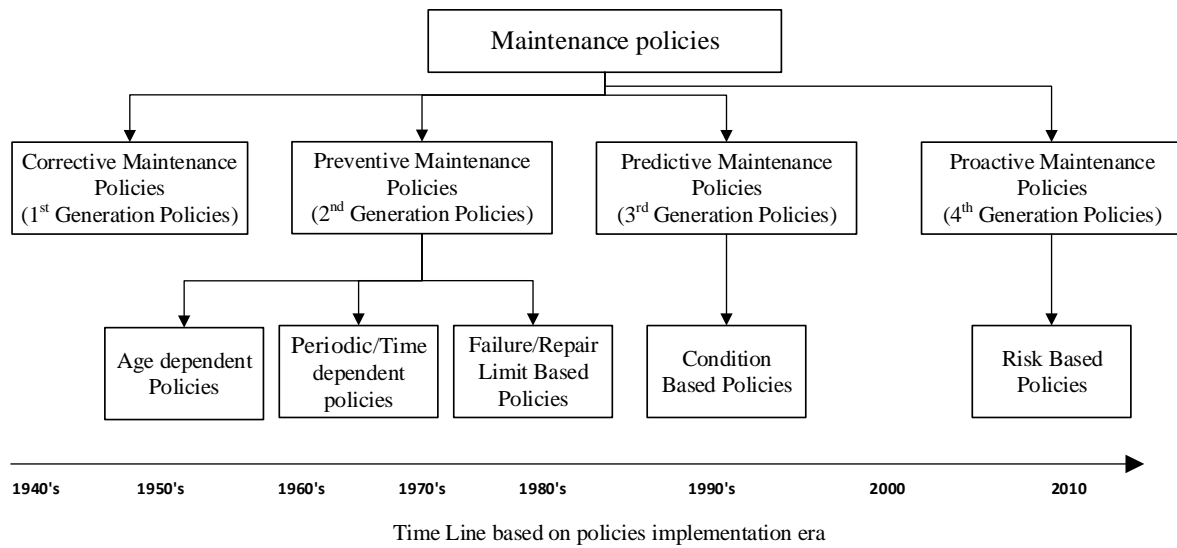 Maintenance policies
Corrective Maintenance
Policies
(1st Generation Policies)
Preventive Maintenance
Policies
(2nd Generation Policies)
Predictive Maintenance
Policies
(3rd Generation Policies)
Proactive Maintenance
Policies
(4th Generation Policies)
Age dependent
Policies
Periodic/Time
dependent
policies
Failure/Repair
Limit Based
Policies
Condition
Based Policies
Risk Based
Policies
1940's 1950's 1960's 1970's 1980's 1990's 2000 2010
Time Line based on policies implementation era